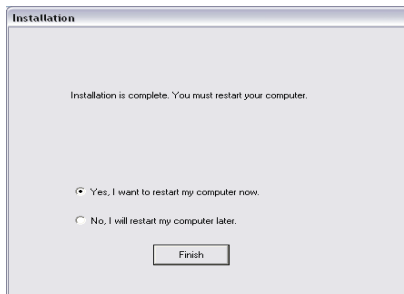 Installation
Installation is complete. You must restart your computer.
Yes, I want to restart my computer now.
No, I will restart my computer later.
Finish